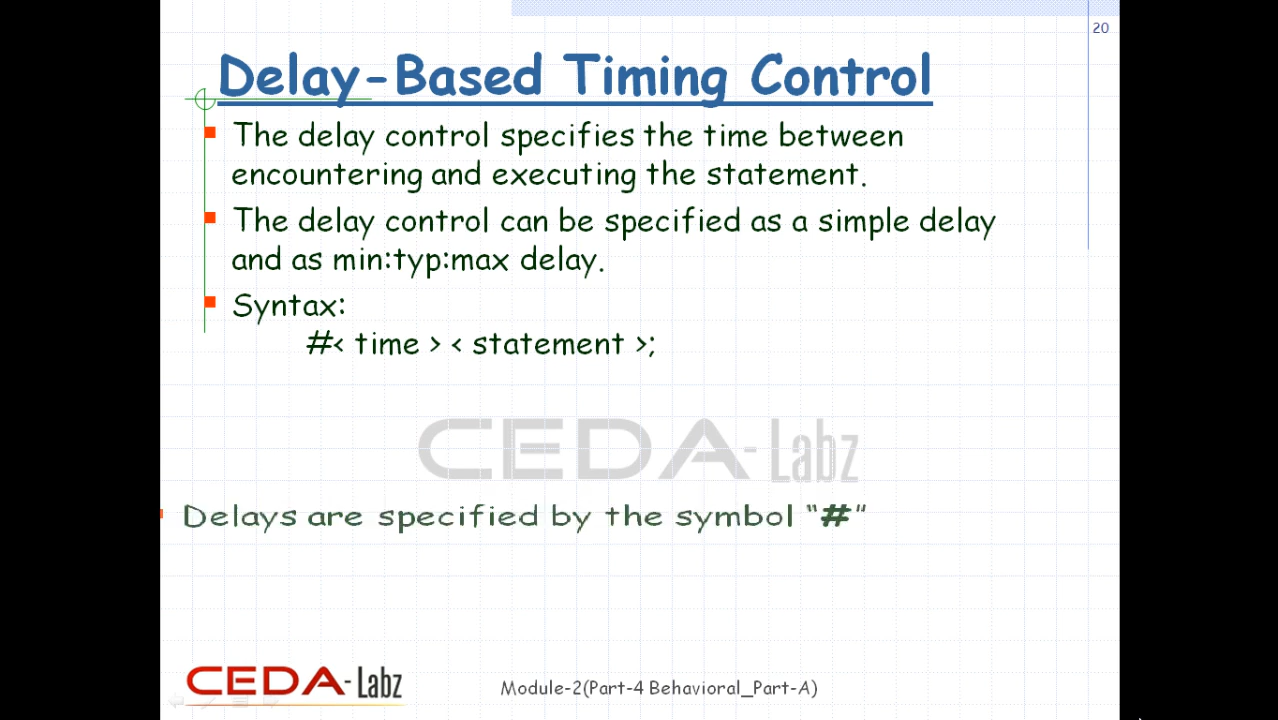 20
Delay-Based Timing Control
The delay control specifies the time between
encountering and executing the statement.
The delay control can be specified as a simple delay
and as min:typ:max delay.
Syntax:
#< time > < statement >;
CEDA-Labz
Delays are specified by the symbol “#”
CEDA-Labz
Module-2(Part-4 Behavioral_Part-A)